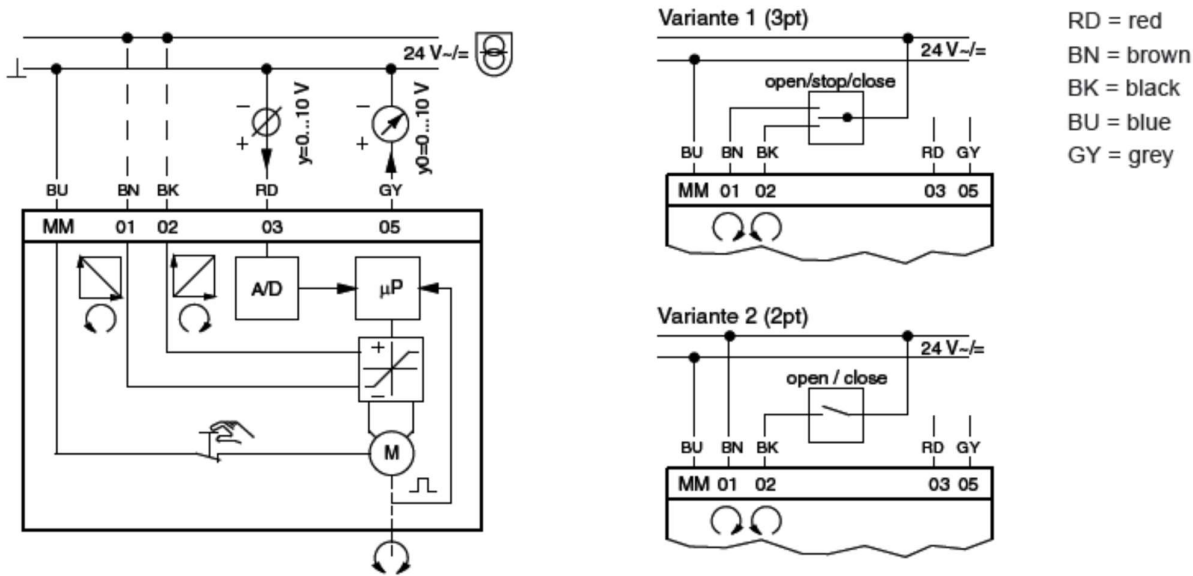 24 V~/=
⊥
− +
y=0...10 V
− +
y0=0...10 V
BU BN BK RD GY
MM 01 02 03 05
A/D µP
+
−
M
Variante 1 (3pt)
24 V~/=
open/stop/close
BU BN BK RD GY
MM 01 02 03 05
Variante 2 (2pt)
24 V~/=
open / close
BU BN BK RD GY
MM 01 02 03 05
RD = red
BN = brown
BK = black
BU = blue
GY = grey